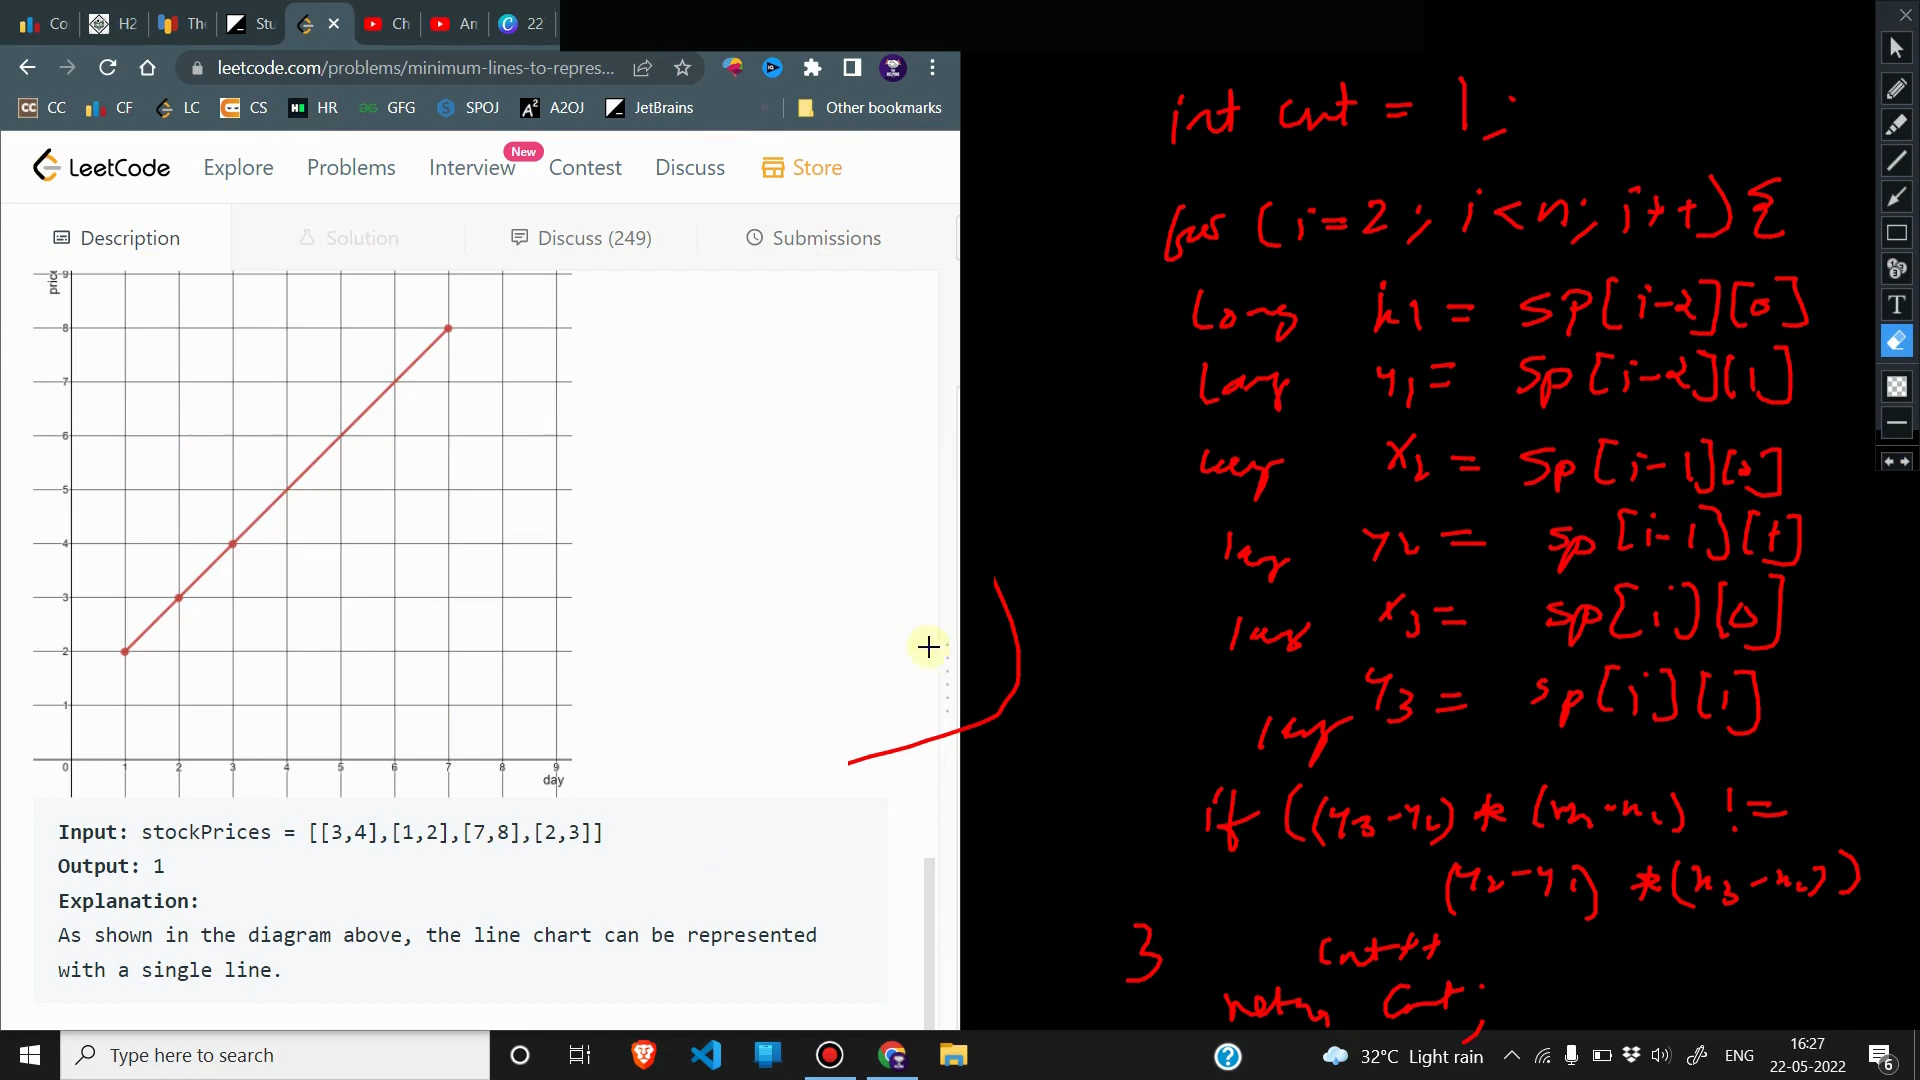 Co
H2
The
Stu
Ch
An
22
leetcode.com/problems/minimum-lines-to-repres...
CC
CF
LC
CS
HR
GFG
SPOJ
A2OJ
JetBrains
»
Other bookmarks
LeetCode
Explore
Problems
Interview
New
Contest
Discuss
Store
Description
Solution
Discuss (249)
Submissions
price
9
8
7
6
5
4
3
2
1
0 1 2 3 4 5 6 7 8 9
day
Input: stockPrices = [[3,4],[1,2],[7,8],[2,3]]
Output: 1
Explanation:
As shown in the diagram above, the line chart can be represented
with a single line.
int cnt = 1;
for (i=2; i<n; i++) {
long x1 = sp[i-2][0]
long y1 = sp[i-2][1]
long x2 = sp[i-1][0]
long y2 = sp[i-1][1]
long x3 = sp[i][0]
long y3 = sp[i][1]
if ((y3-y2) * (x2-x1) !=
(y2-y1) * (x3-x2))
cnt++
}
return cnt;
T
Type here to search
32°C Light rain
ENG
16:27
22-05-2022
6